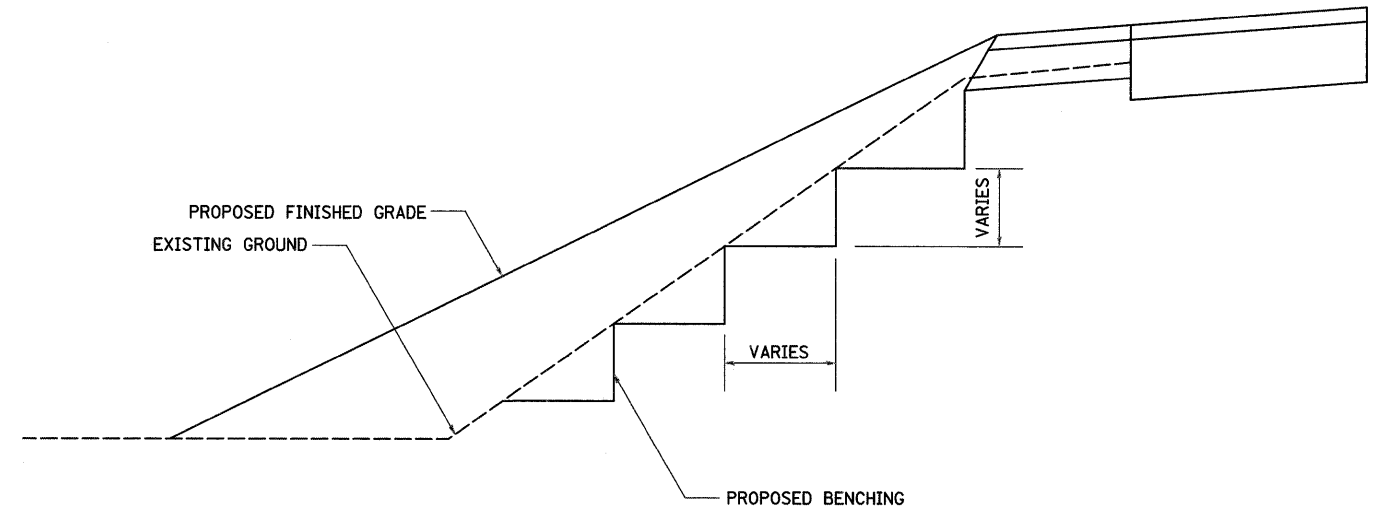 PROPOSED FINISHED GRADE
EXISTING GROUND
VARIES
VARIES
PROPOSED BENCHING